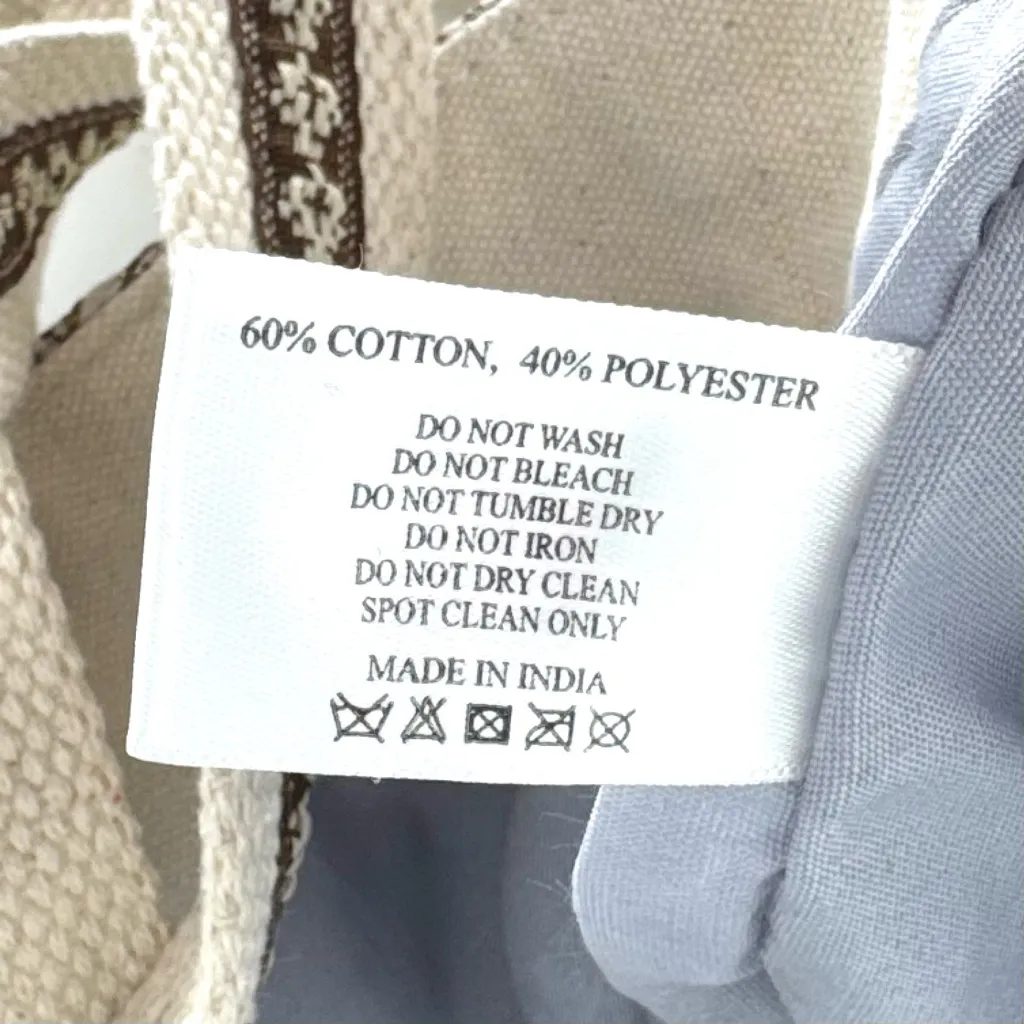 60% COTTON, 40% POLYESTER
DO NOT WASH
DO NOT BLEACH
DO NOT TUMBLE DRY
DO NOT IRON
DO NOT DRY CLEAN
SPOT CLEAN ONLY
MADE IN INDIA